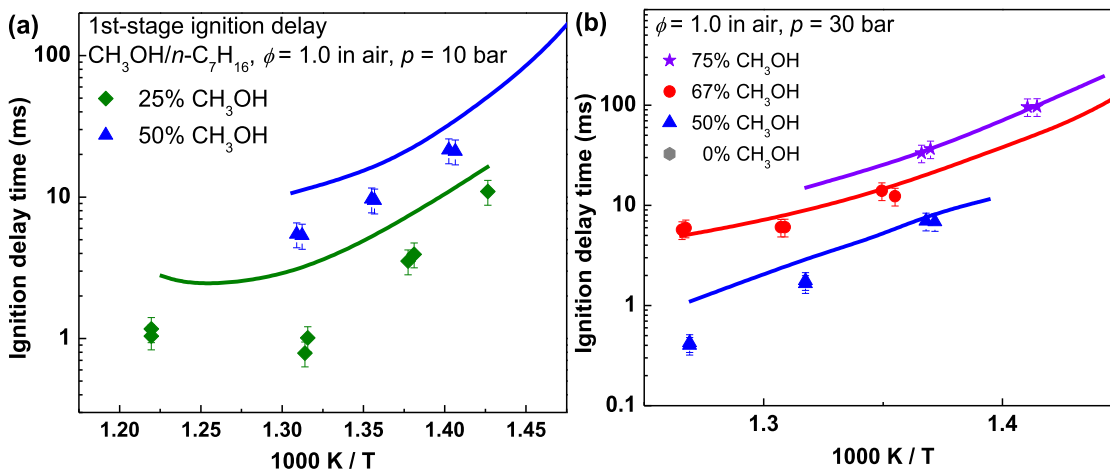 (a)
1st-stage ignition delay
CH₃OH/n-C₇H₁₆, ϕ = 1.0 in air, p = 10 bar
25% CH₃OH
50% CH₃OH
Ignition delay time (ms)
100
10
1
1.20 1.25 1.30 1.35 1.40 1.45
1000 K / T
(b)
ϕ = 1.0 in air, p = 30 bar
75% CH₃OH
67% CH₃OH
50% CH₃OH
0% CH₃OH
Ignition delay time (ms)
100
10
1
0.1
1.3 1.4
1000 K / T